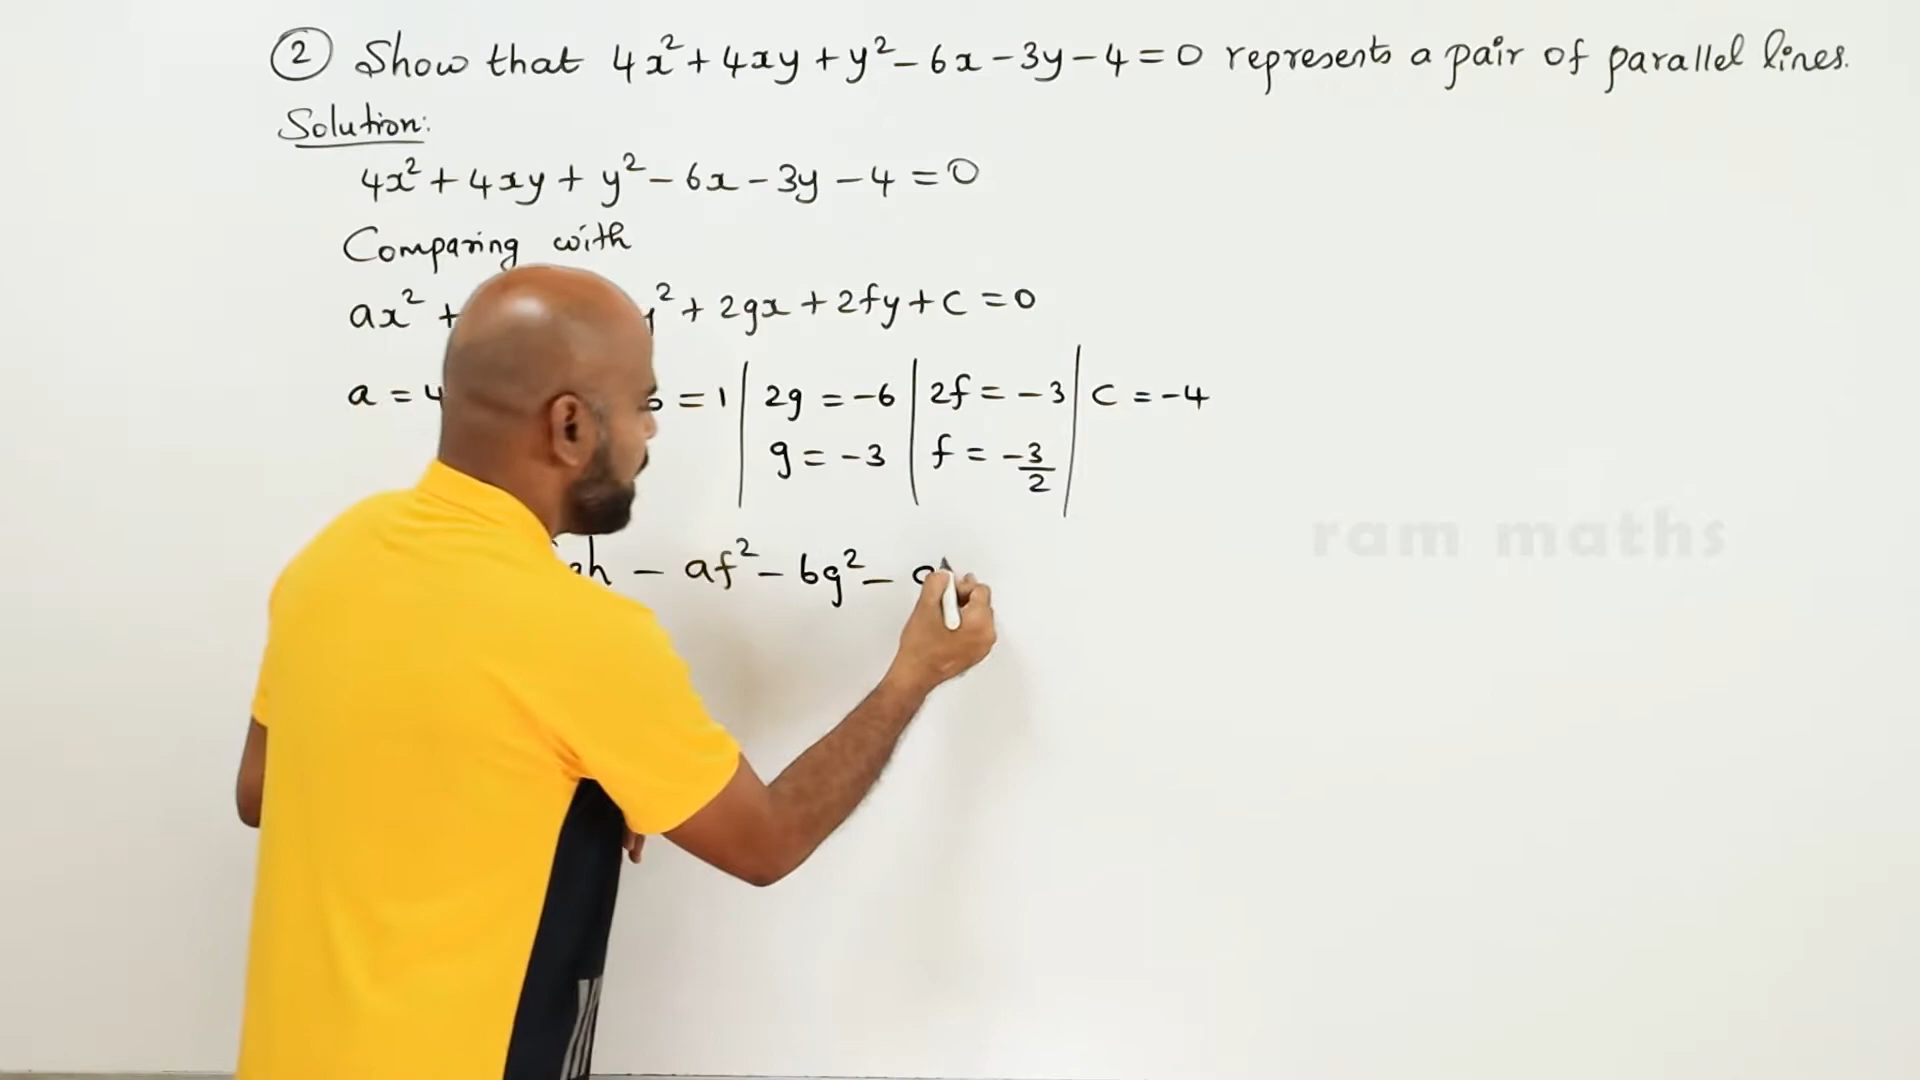 ② Show that 4x² + 4xy + y² - 6x - 3y - 4 = 0 represents a pair of parallel lines.
Solution:
4x² + 4xy + y² - 6x - 3y - 4 = 0
Comparing with
ax² + y² + 2gx + 2fy + c = 0
a = 4 b = 1 | 2g = -6 | 2f = -3 | c = -4
g = -3 | f = -3/2
gh - af² - bg² - c
ram maths